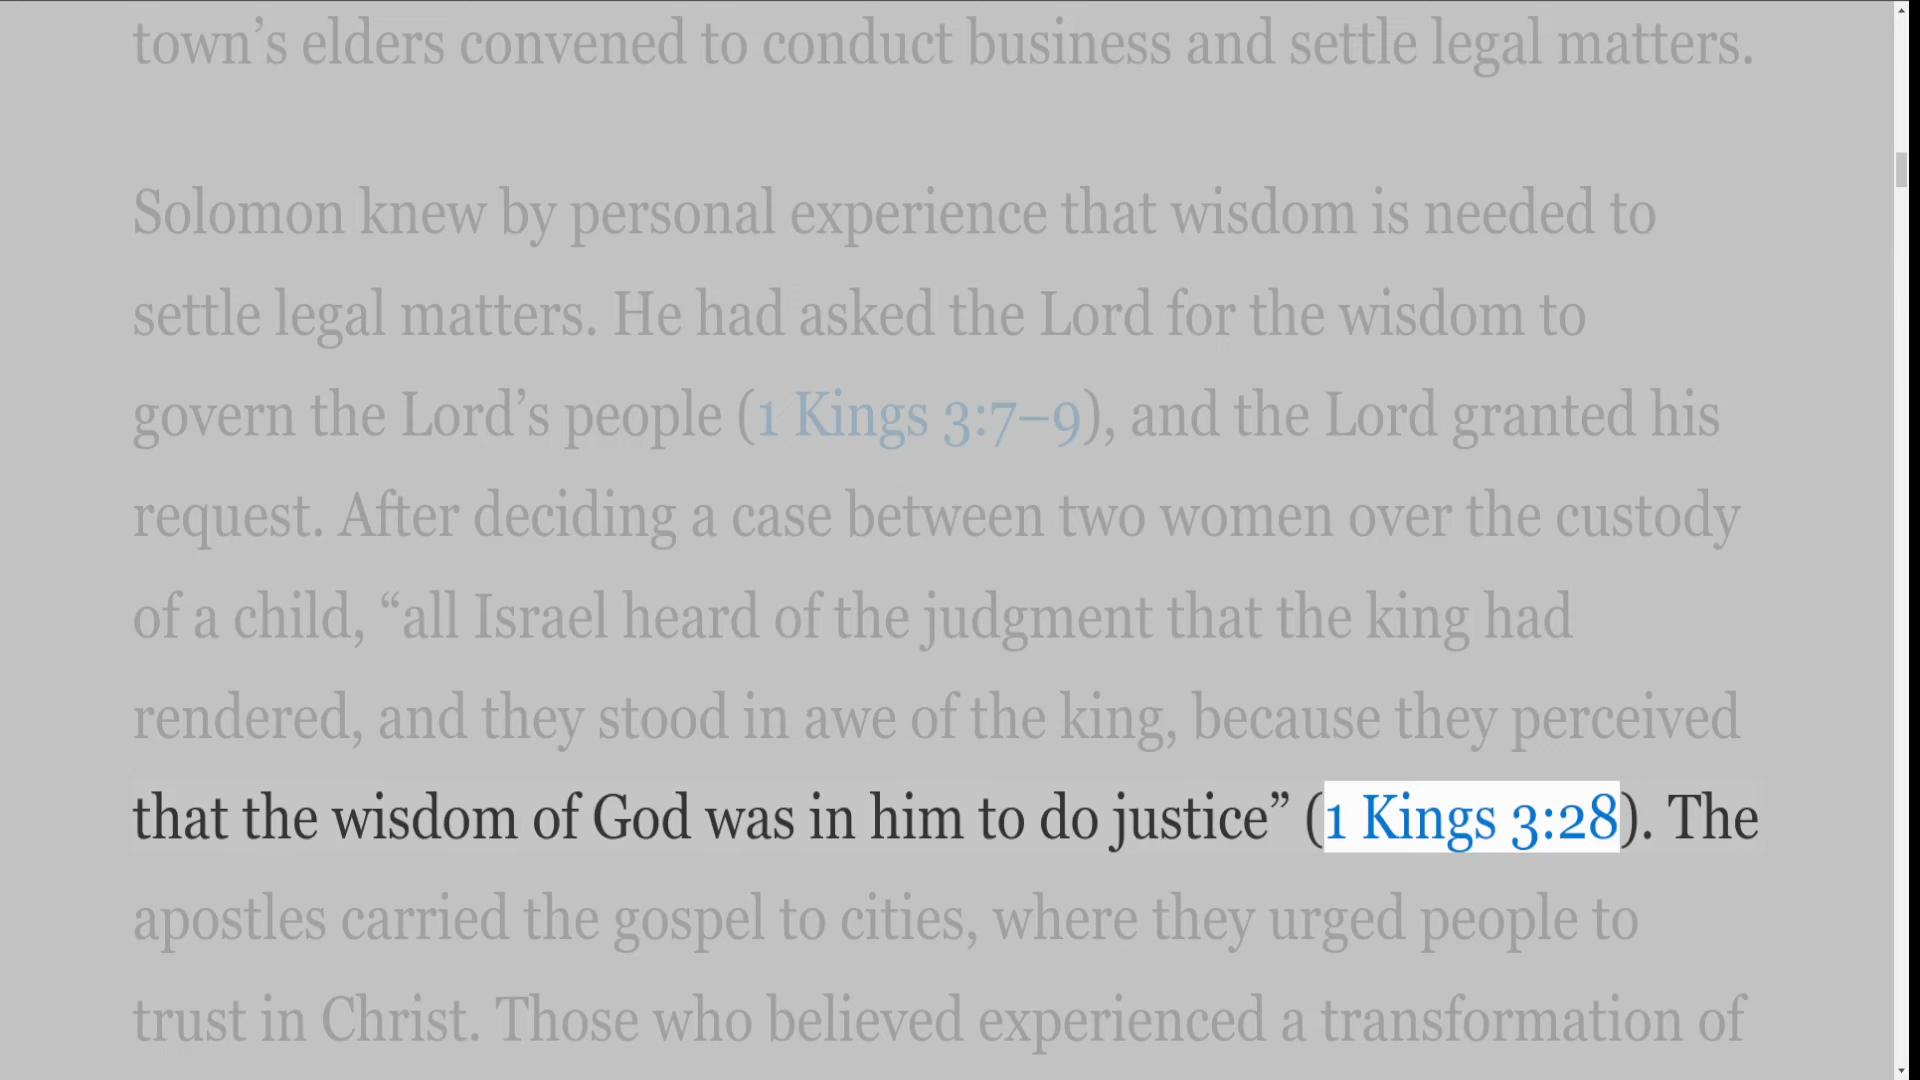 town’s elders convened to conduct business and settle legal matters.
Solomon knew by personal experience that wisdom is needed to
settle legal matters. He had asked the Lord for the wisdom to
govern the Lord’s people (1 Kings 3:7–9), and the Lord granted his
request. After deciding a case between two women over the custody
of a child, “all Israel heard of the judgment that the king had
rendered, and they stood in awe of the king, because they perceived
that the wisdom of God was in him to do justice” (1 Kings 3:28). The
apostles carried the gospel to cities, where they urged people to
trust in Christ. Those who believed experienced a transformation of